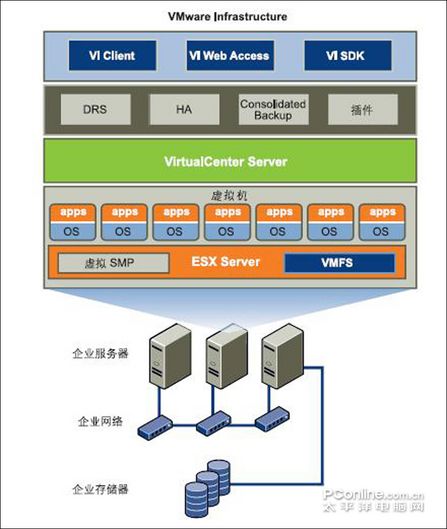 VMware Infrastructure
VI Client VI Web Access VI SDK
DRS HA Consolidated Backup 插件
VirtualCenter Server
虚拟机
apps apps apps apps apps apps apps
OS OS OS OS OS OS OS
虚拟 SMP ESX Server VMFS
企业服务器
企业网络
企业存储器
PConline.com.cn
太平洋电脑网